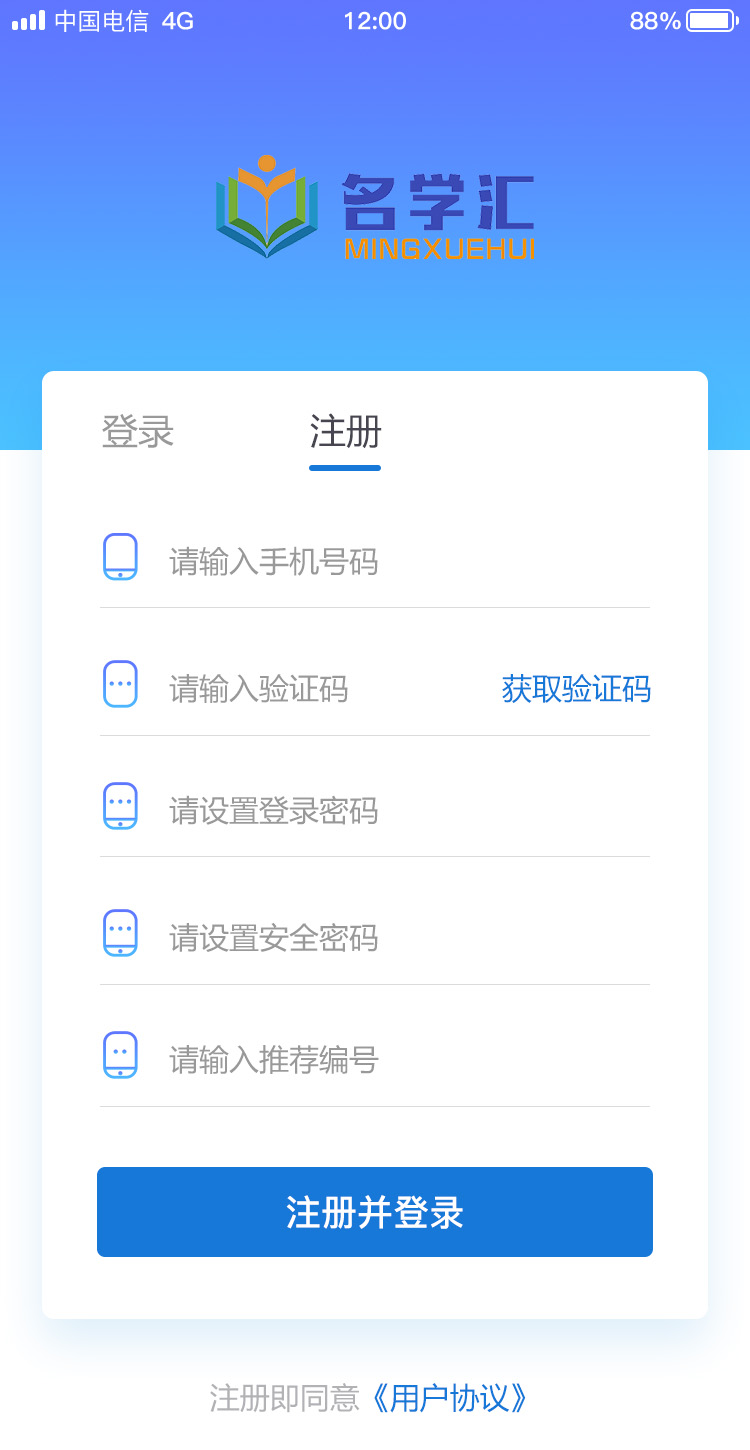 中国电信 4G 12:00 88%
名学汇
MINGXUEHUI
登录 注册
请输入手机号码
请输入验证码 获取验证码
请设置登录密码
请设置安全密码
请输入推荐编号
注册并登录
注册即同意《用户协议》